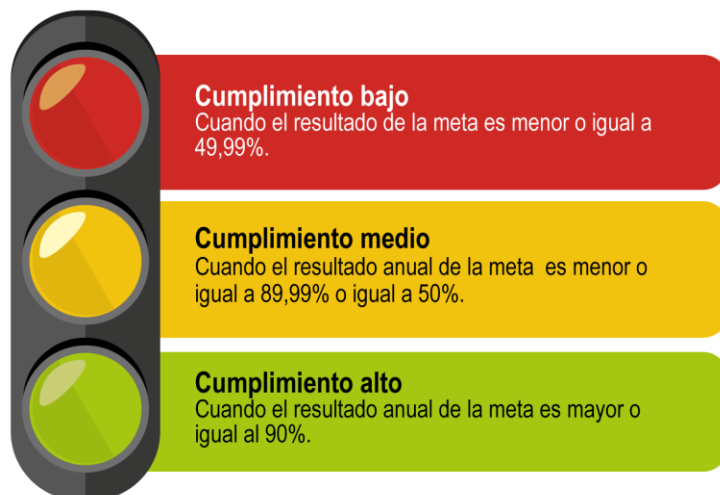 Cumplimiento bajo
Cuando el resultado de la meta es menor o igual a
49,99%.
Cumplimiento medio
Cuando el resultado anual de la meta es menor o
igual a 89,99% o igual a 50%.
Cumplimiento alto
Cuando el resultado anual de la meta es mayor o
igual al 90%.